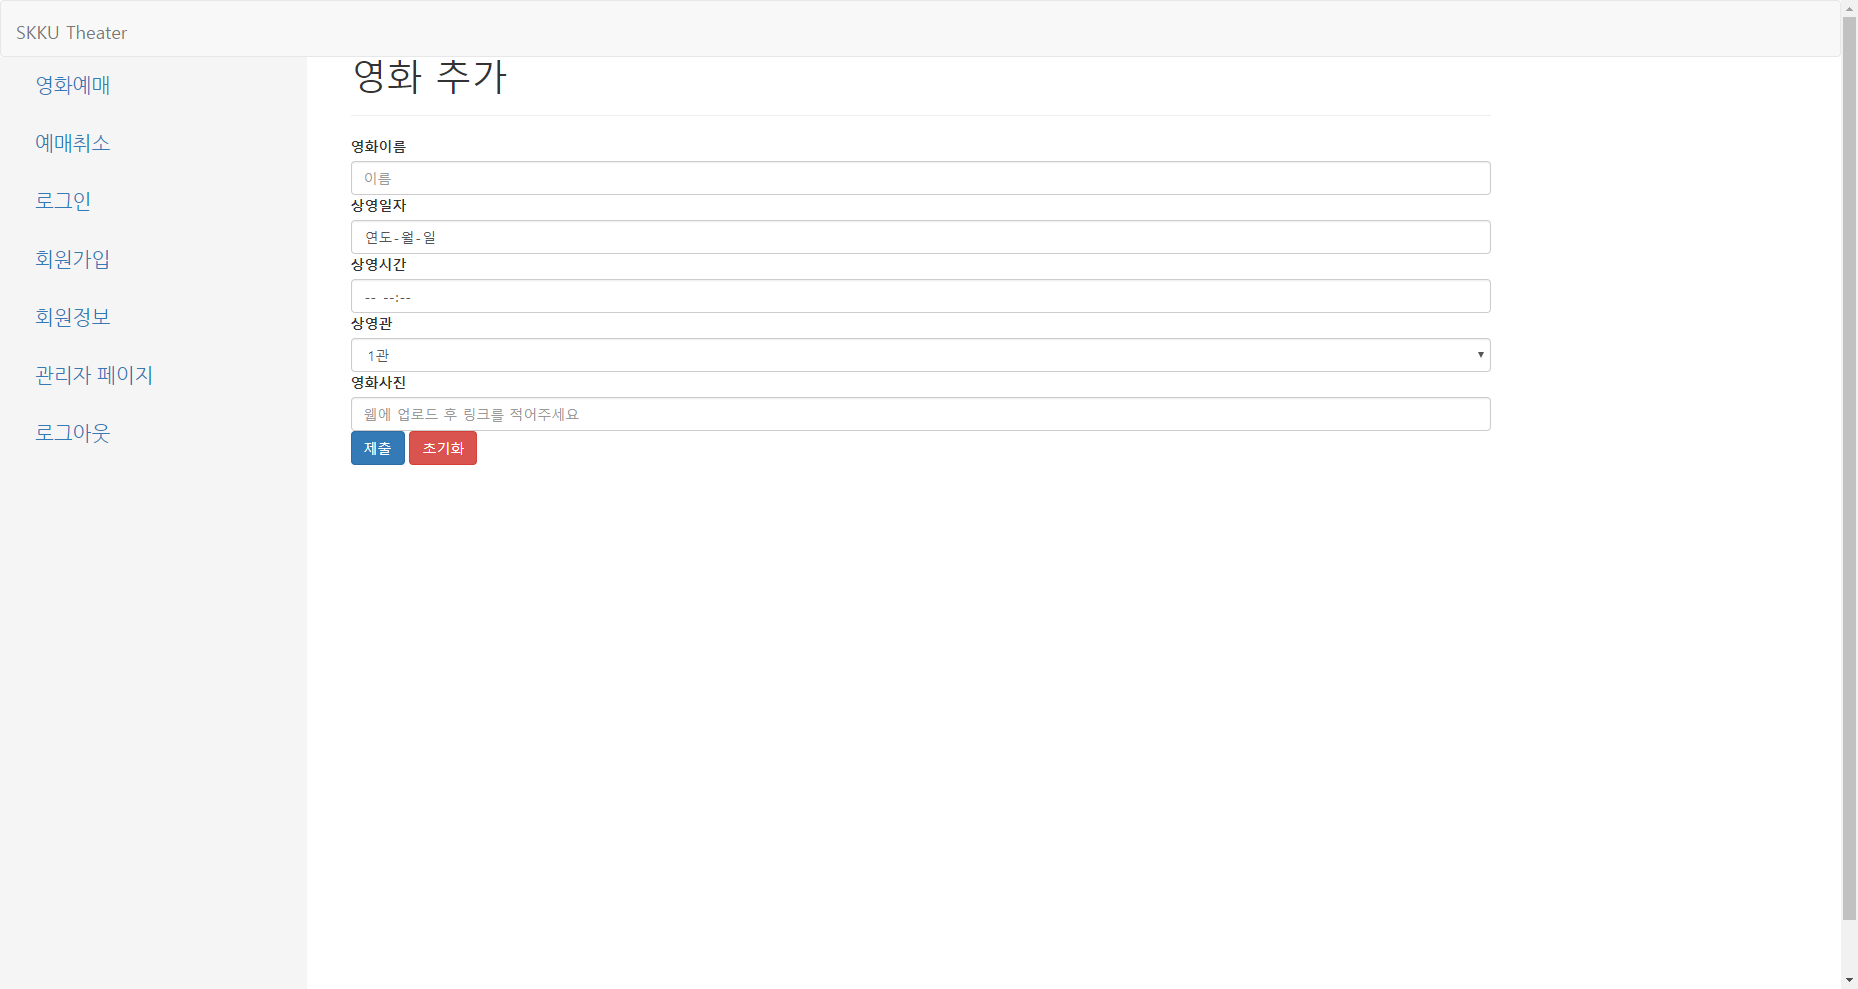 SKKU Theater
영화예매
예매취소
로그인
회원가입
회원정보
관리자 페이지
로그아웃
영화 추가
영화이름
이름
상영일자
연도-월-일
상영시간
-- --:--
상영관
1관
영화사진
웹에 업로드 후 링크를 적어주세요
제출 초기화